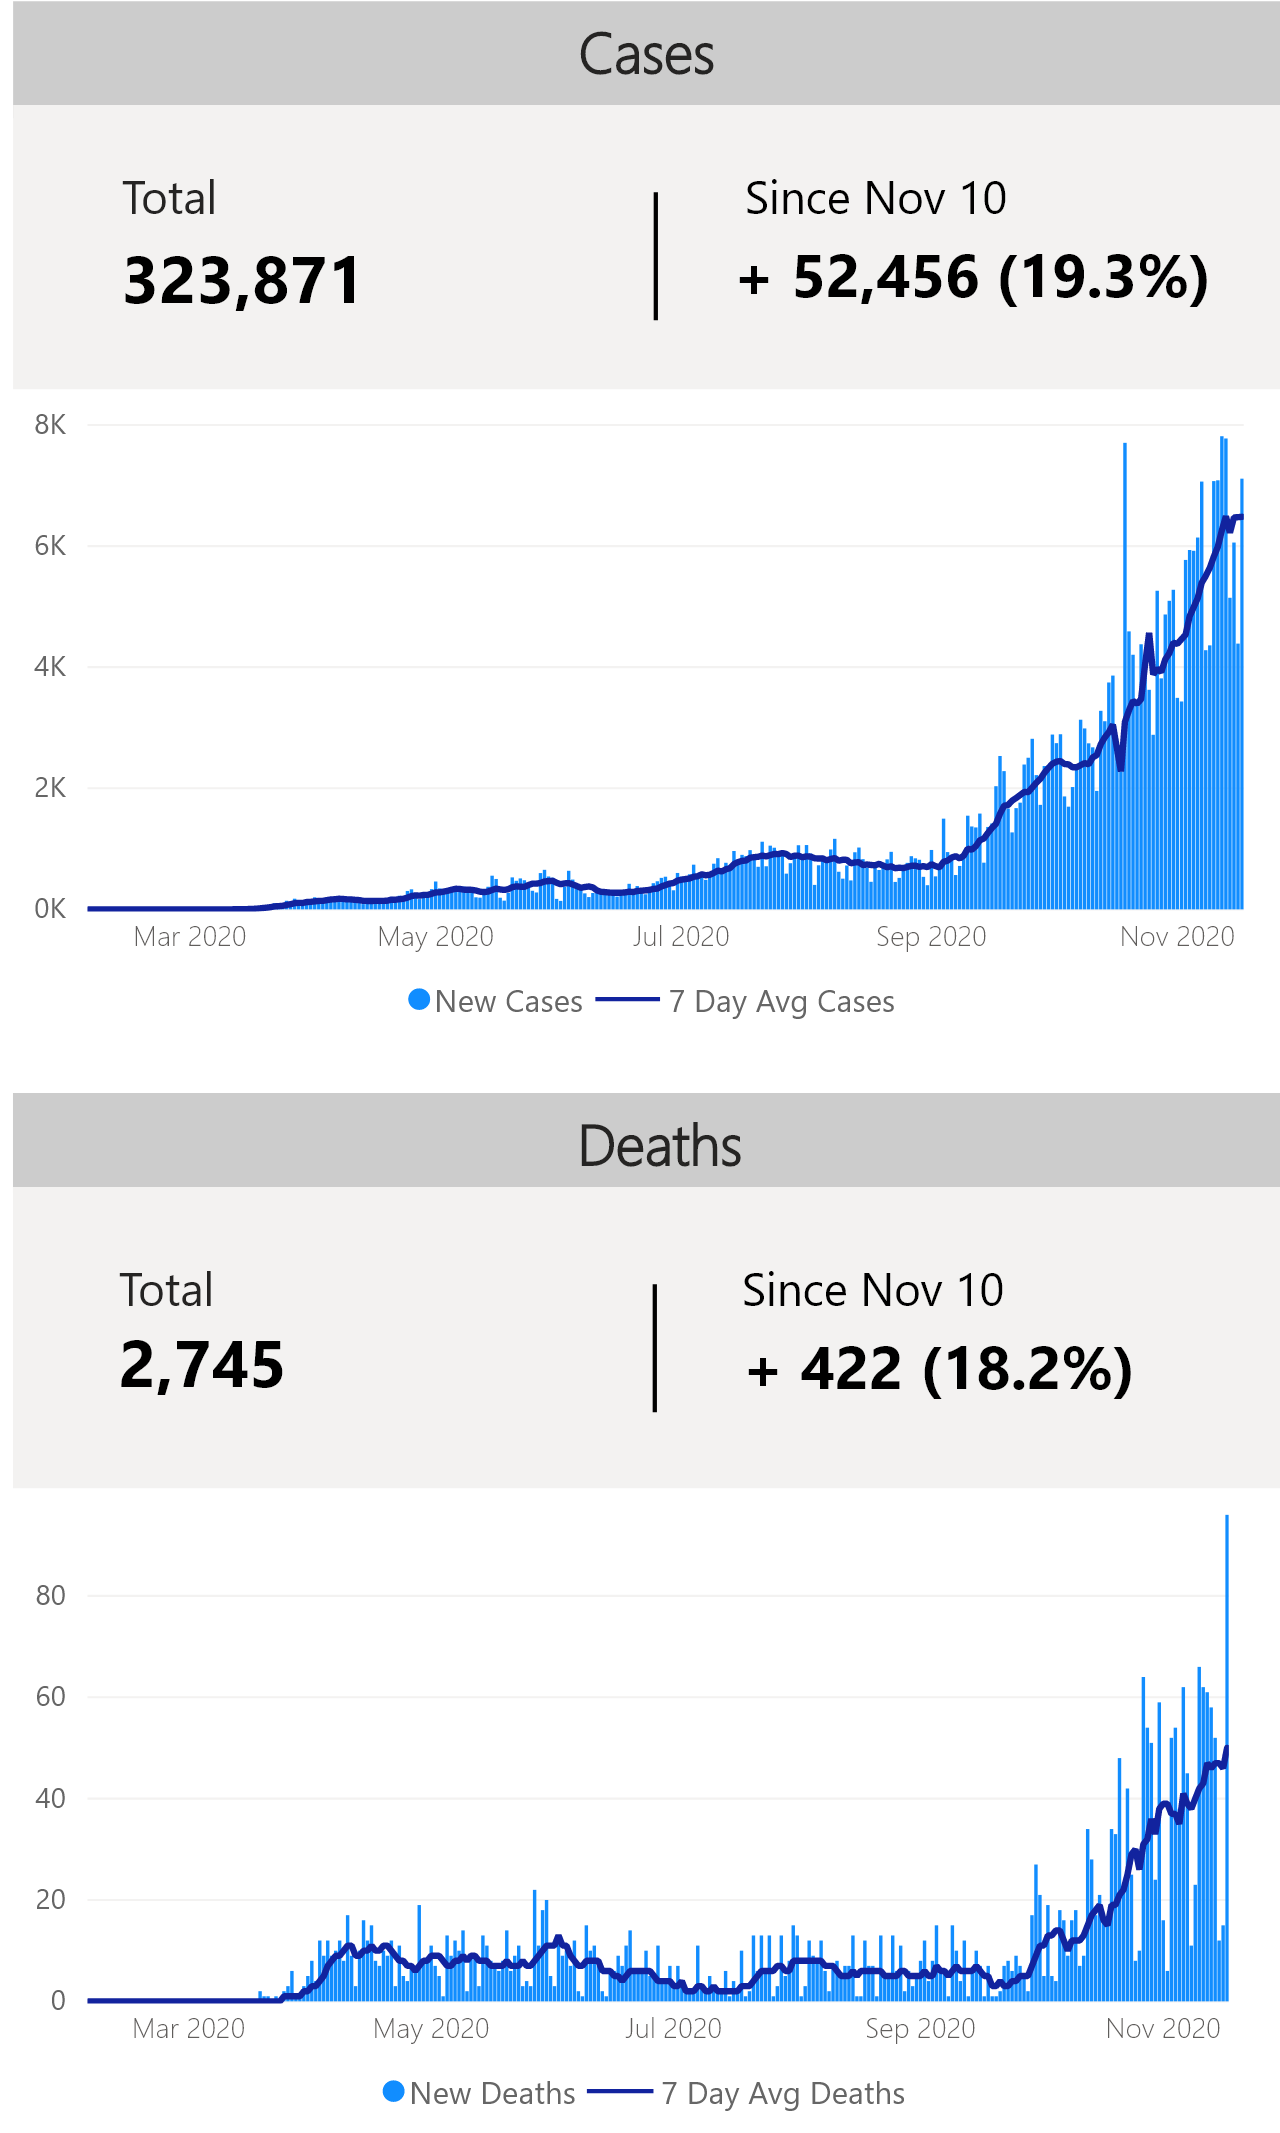 Cases
Total
Since Nov 10
323,871
+ 52,456 (19.3%)
8K
6K
4K
2K
0K
Mar 2020
May 2020
Jul 2020
Sep 2020
Nov 2020
New Cases
7 Day Avg Cases
Deaths
Total
Since Nov 10
2,745
+ 422 (18.2%)
80
60
40
20
0
Mar 2020
May 2020
Jul 2020
Sep 2020
Nov 2020
New Deaths
7 Day Avg Deaths